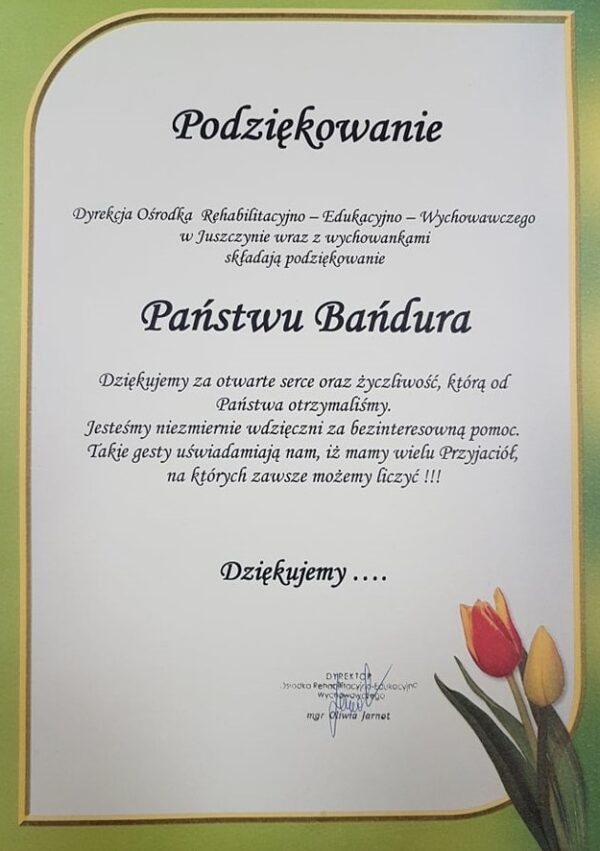 Podziękowanie
Dyrekcja Ośrodka Rehabilitacyjno – Edukacyjno – Wychowawczego
w Juszczynie wraz z wychowankami
składają podziękowanie
Państwu Bańdura
Dziękujemy za otwarte serce oraz życzliwość, którą od
Państwa otrzymaliśmy.
Jesteśmy niezmiernie wdzięczni za bezinteresowną pomoc.
Takie gesty uświadamiają nam, iż mamy wielu Przyjaciół,
na których zawsze możemy liczyć !!!
Dziękujemy ….
DYREKTOR
Ośrodka Rehabilitacyjno-Edukacyjno
Wychowawczego
mgr Oliwia Jarnot